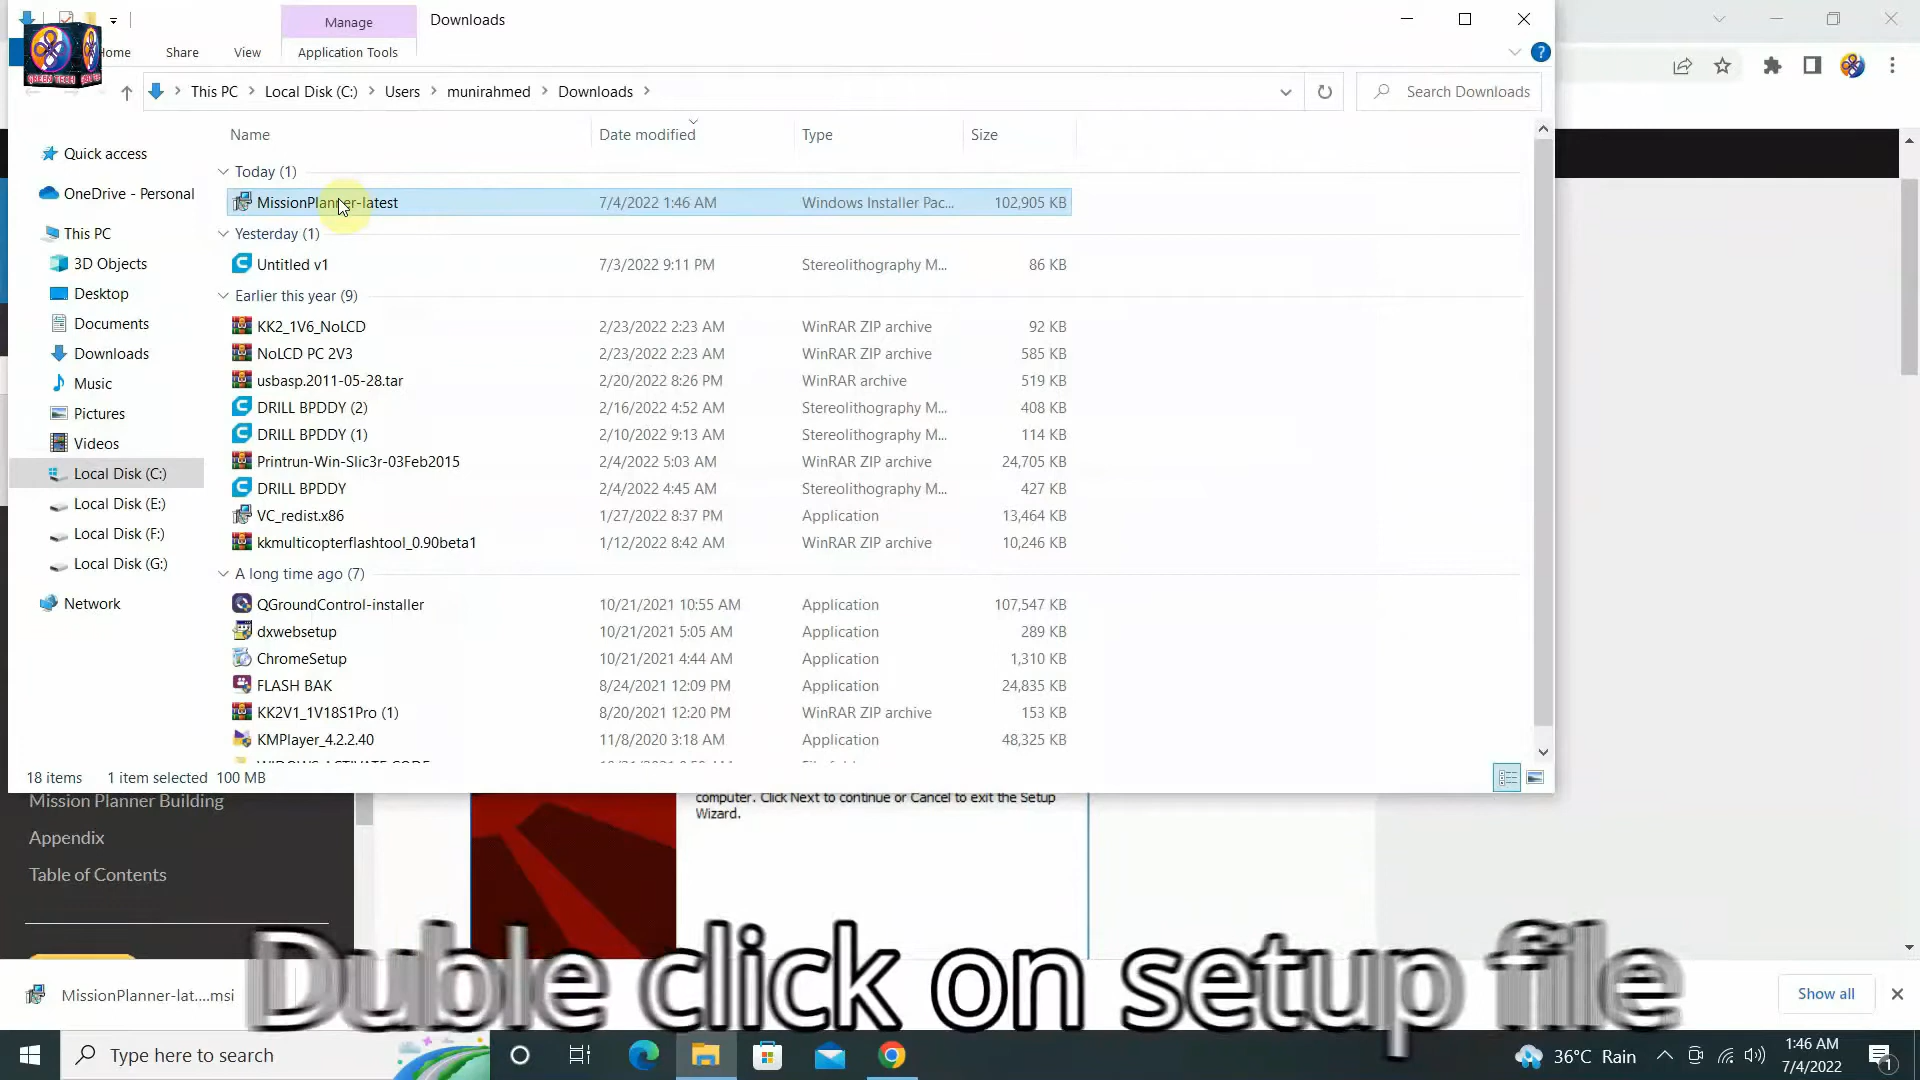 Manage
Downloads
Home
Share
View
Application Tools
GREEN TECH
This PC
Local Disk (C:)
Users
munirahmed
Downloads
Search Downloads
Name
Date modified
Type
Size
Quick access
OneDrive - Personal
This PC
3D Objects
Desktop
Documents
Downloads
Music
Pictures
Videos
Local Disk (C:)
Local Disk (E:)
Local Disk (F:)
Local Disk (G:)
Network
Today (1)
MissionPlanner-latest 7/4/2022 1:46 AM Windows Installer Pac... 102,905 KB
Yesterday (1)
Untitled v1 7/3/2022 9:11 PM Stereolithography M... 86 KB
Earlier this year (9)
KK2_1V6_NoLCD 2/23/2022 2:23 AM WinRAR ZIP archive 92 KB
NoLCD PC 2V3 2/23/2022 2:23 AM WinRAR ZIP archive 585 KB
usbasp.2011-05-28.tar 2/20/2022 8:26 PM WinRAR archive 519 KB
DRILL BPDDY (2) 2/16/2022 4:52 AM Stereolithography M... 408 KB
DRILL BPDDY (1) 2/10/2022 9:13 AM Stereolithography M... 114 KB
Printrun-Win-Slic3r-03Feb2015 2/4/2022 5:03 AM WinRAR ZIP archive 24,705 KB
DRILL BPDDY 2/4/2022 4:45 AM Stereolithography M... 427 KB
VC_redist.x86 1/27/2022 8:37 PM Application 13,464 KB
kkmulticopterflashtool_0.90beta1 1/12/2022 8:42 AM WinRAR ZIP archive 10,246 KB
A long time ago (7)
QGroundControl-installer 10/21/2021 10:55 AM Application 107,547 KB
dxwebsetup 10/21/2021 5:05 AM Application 289 KB
ChromeSetup 10/21/2021 4:44 AM Application 1,310 KB
FLASH BAK 8/24/2021 12:09 PM Application 24,835 KB
KK2V1_1V18S1Pro (1) 8/20/2021 12:20 PM WinRAR ZIP archive 153 KB
KMPlayer_4.2.2.40 11/8/2020 3:18 AM Application 48,325 KB
18 items 1 item selected 100 MB
Mission Planner Building
Appendix
Table of Contents
computer. Click Next to continue or Cancel to exit the Setup
Wizard.
Duble click on setup file
MissionPlanner-lat....msi
Show all
Type here to search
36°C Rain
1:46 AM
7/4/2022
1